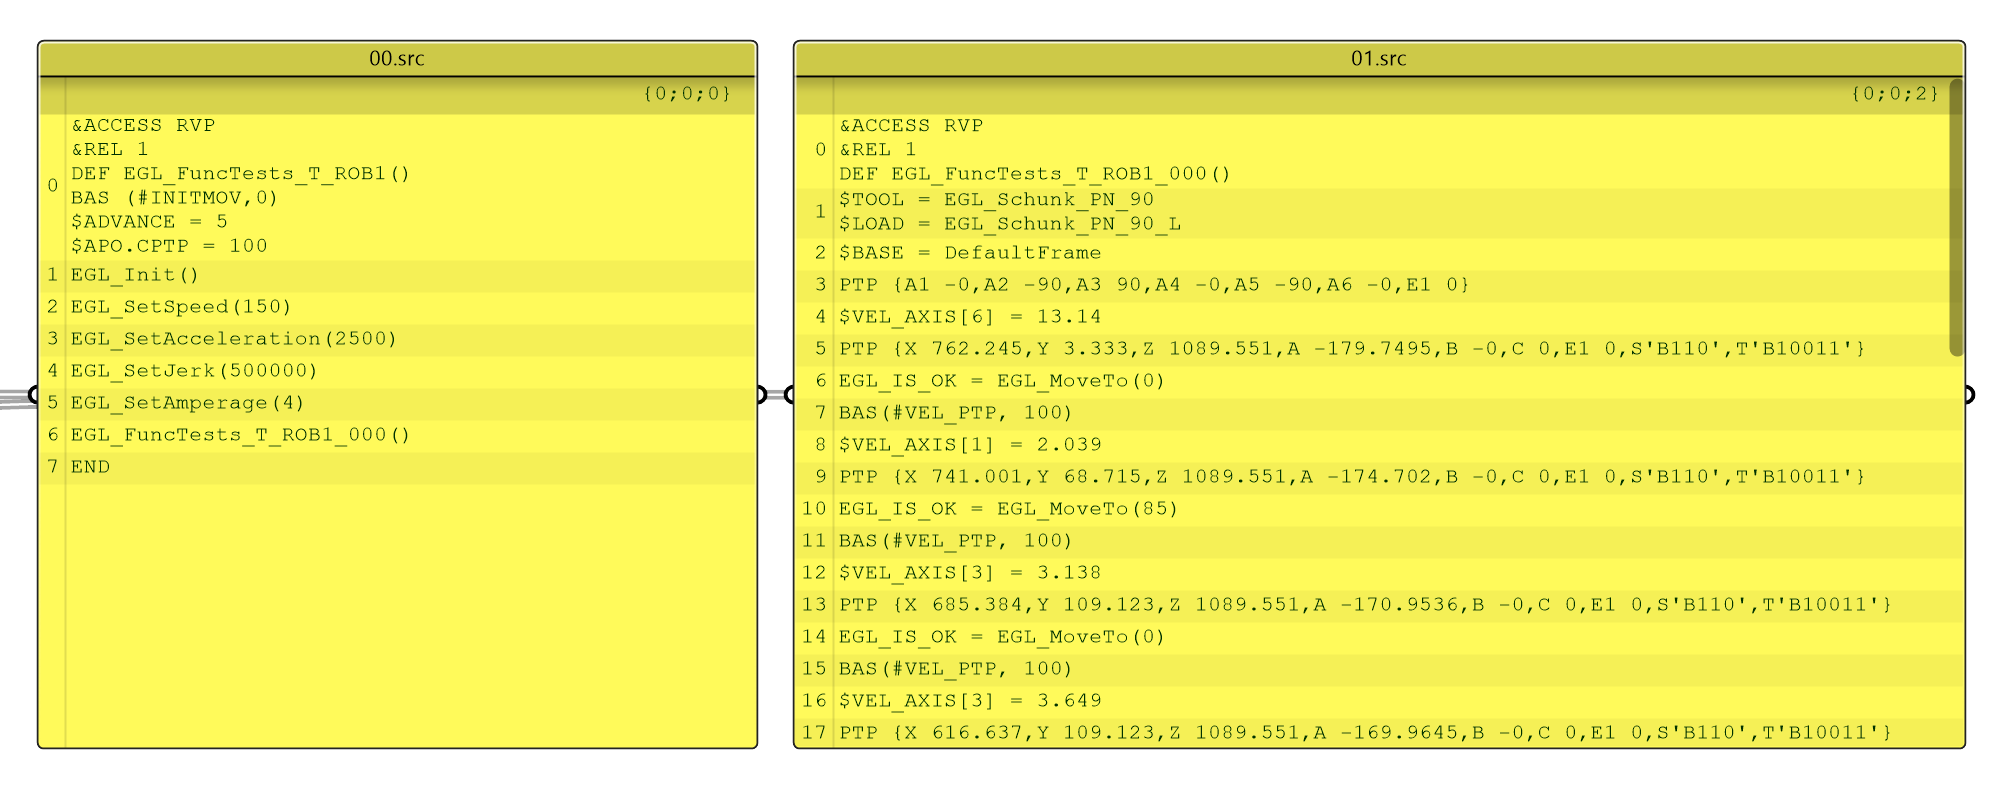 00.src
{0;0;0}
0
&ACCESS RVP
&REL 1
DEF EGL_FuncTests_T_ROB1()
BAS (#INITMOV,0)
$ADVANCE = 5
$APO.CPTP = 100
1 EGL_Init()
2 EGL_SetSpeed(150)
3 EGL_SetAcceleration(2500)
4 EGL_SetJerk(500000)
5 EGL_SetAmperage(4)
6 EGL_FuncTests_T_ROB1_000()
7 END
01.src
{0;0;2}
0
&ACCESS RVP
&REL 1
DEF EGL_FuncTests_T_ROB1_000()
1
$TOOL = EGL_Schunk_PN_90
$LOAD = EGL_Schunk_PN_90_L
2 $BASE = DefaultFrame
3 PTP {A1 -0,A2 -90,A3 90,A4 -0,A5 -90,A6 -0,E1 0}
4 $VEL_AXIS[6] = 13.14
5 PTP {X 762.245,Y 3.333,Z 1089.551,A -179.7495,B -0,C 0,E1 0,S'B110',T'B10011'}
6 EGL_IS_OK = EGL_MoveTo(0)
7 BAS(#VEL_PTP, 100)
8 $VEL_AXIS[1] = 2.039
9 PTP {X 741.001,Y 68.715,Z 1089.551,A -174.702,B -0,C 0,E1 0,S'B110',T'B10011'}
10 EGL_IS_OK = EGL_MoveTo(85)
11 BAS(#VEL_PTP, 100)
12 $VEL_AXIS[3] = 3.138
13 PTP {X 685.384,Y 109.123,Z 1089.551,A -170.9536,B -0,C 0,E1 0,S'B110',T'B10011'}
14 EGL_IS_OK = EGL_MoveTo(0)
15 BAS(#VEL_PTP, 100)
16 $VEL_AXIS[3] = 3.649
17 PTP {X 616.637,Y 109.123,Z 1089.551,A -169.9645,B -0,C 0,E1 0,S'B110',T'B10011'}